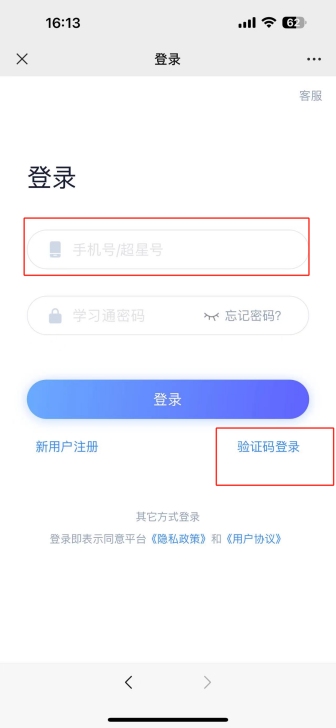 16:13
62
登录
客服
登录
手机号/超星号
学习通密码
忘记密码?
登录
新用户注册
验证码登录
其它方式登录
登录即表示同意平台《隐私政策》和《用户协议》